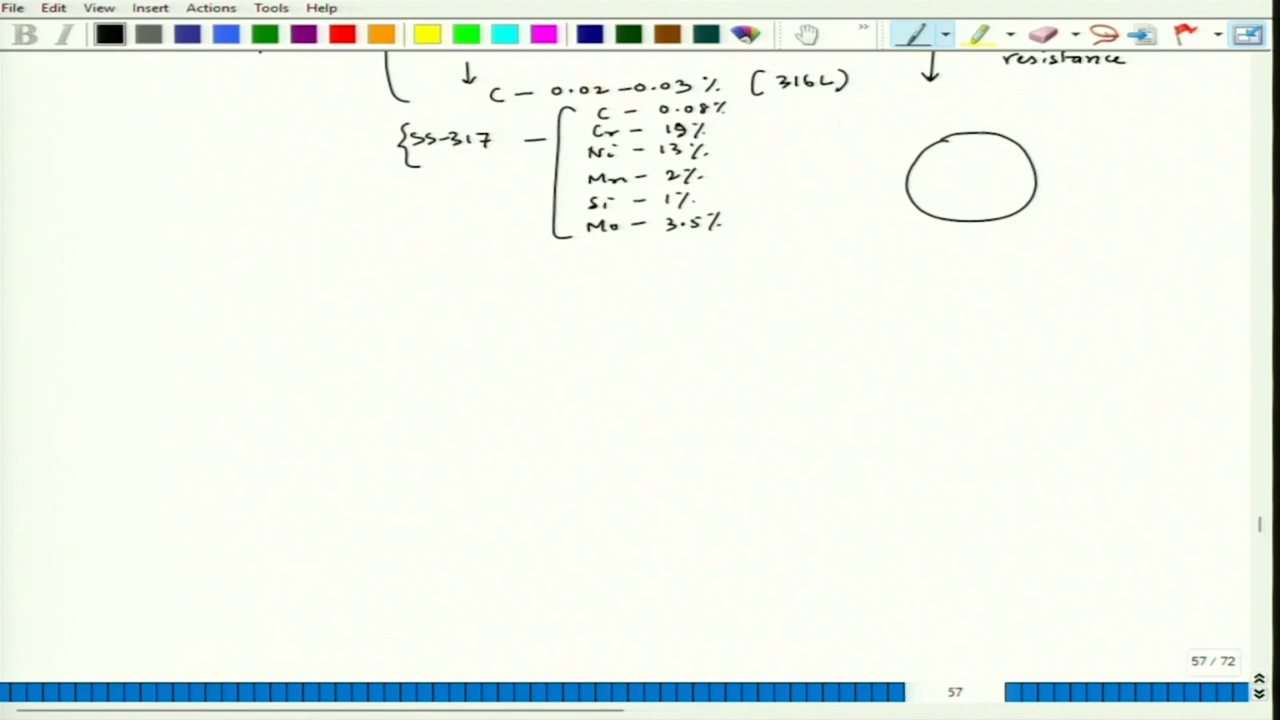 File Edit View Insert Actions Tools Help
B I
resistance
C - 0.02 - 0.03 % [316L)
{SS-317 -
C - 0.08%
Cr - 19%
Ni - 13%
Mn - 2%
Si - 1%
Mo - 3.5%
57 / 72
57